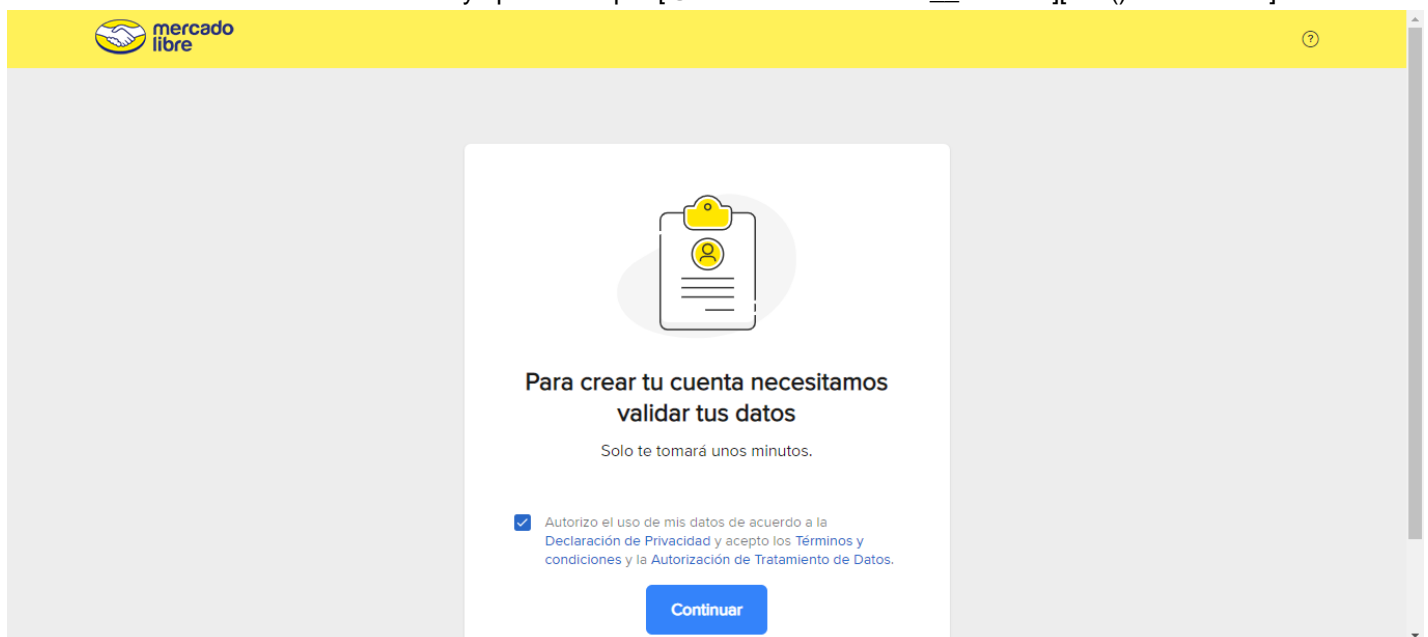 mercado
libre
Para crear tu cuenta necesitamos
validar tus datos
Solo te tomará unos minutos.
Autorizo el uso de mis datos de acuerdo a la
Declaración de Privacidad y acepto los Términos y
condiciones y la Autorización de Tratamiento de Datos.
Continuar